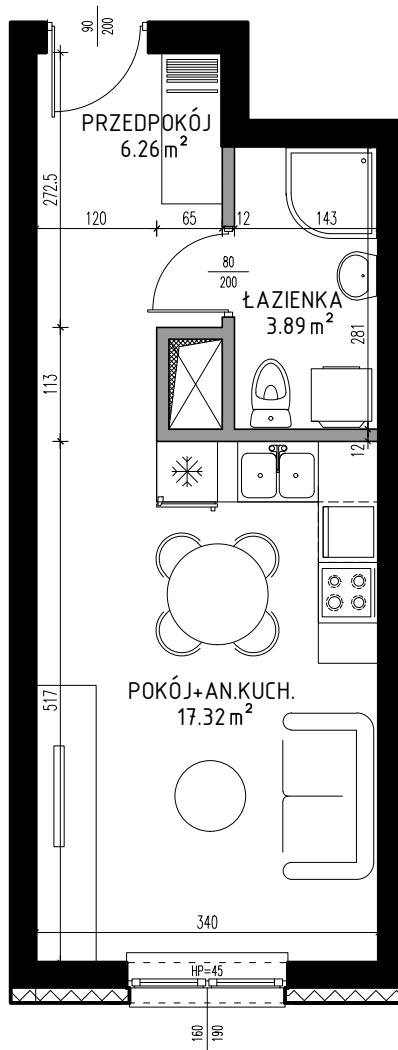 90
200
PRZEDPOKÓJ
6.26 m²
272.5
120 65 12 143
80
200
ŁAZIENKA
3.89 m²
281
113
12
POKÓJ+AN.KUCH.
17.32 m²
517
340
HP=45
160
190